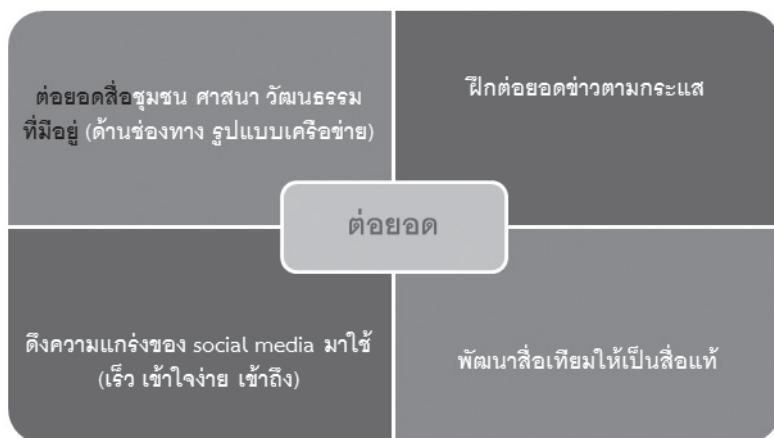 ต่อยอดสื่อชุมชน ศาสนา วัฒนธรรม
ที่มีอยู่ (ด้านช่องทาง รูปแบบเครือข่าย)
ฝึกต่อยอดข่าวตามกระแส
ต่อยอด
ดึงความแกร่งของ social media มาใช้
(เร็ว เข้าใจง่าย เข้าถึง)
พัฒนาสื่อเทียมให้เป็นสื่อแท้